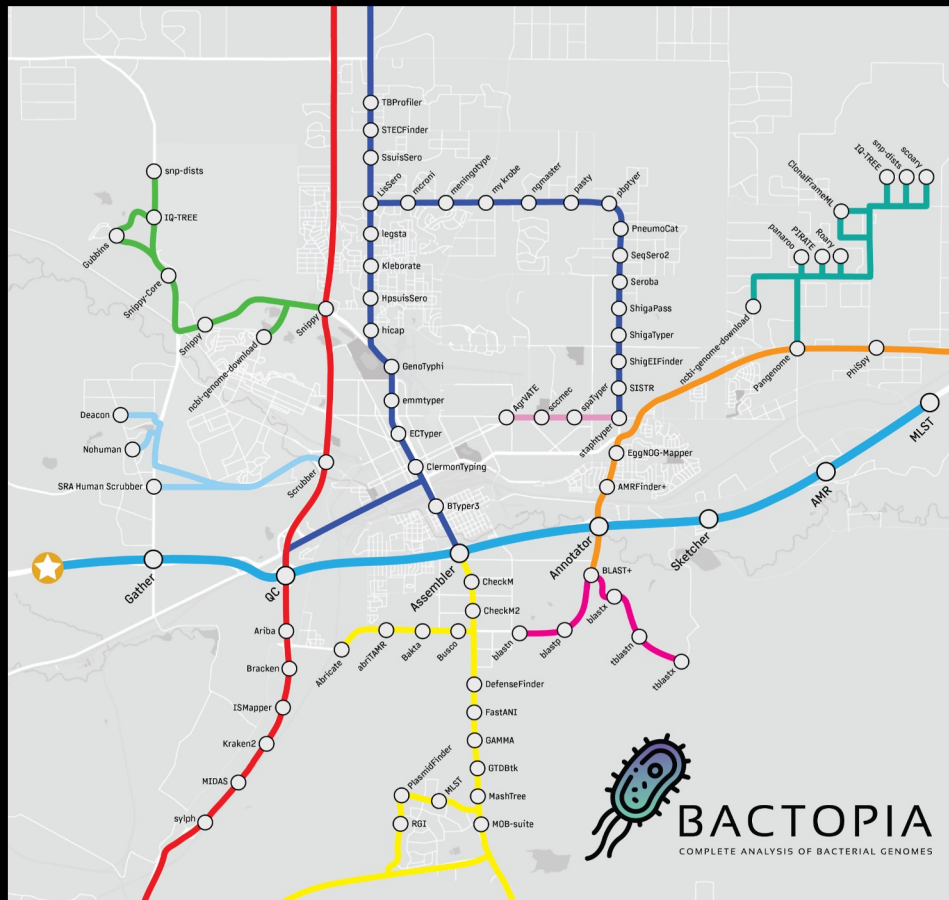 TBProfiler
STECFinder
SsuisSero
LisSero
mcroni
meningotype
my krobe
ngmaster
pasty
pbptyer
legsta
Kleborate
HpsuisSero
hicap
GenoTyphi
emmtyper
ECTyper
ClermonTyping
BTyper3
PneumoCat
SeqSero2
Seroba
ShigaPass
ShigaTyper
ShigEIFinder
SISTR
staphtyper
AgrVATE
sccmec
spaTyper
snp-dists
IQ-TREE
Gubbins
Snippy-Core
Snippy
ncbi-genome-download
Snippy
Deacon
Nohuman
SRA Human Scrubber
Scrubber
ClonalFrameML
IQ-TREE
snp-dists
scoary
panaroo
PIRATE
Roary
ncbi-genome-download
Pangenome
PhiSpy
EggNOG-Mapper
AMRFinder+
Gather
QC
Assembler
Annotator
Sketcher
AMR
MLST
BLAST+
blastx
blastn
blastp
tblastn
tblastx
CheckM
CheckM2
Abricate
abriTAMR
Bakta
Busco
DefenseFinder
FastANI
GAMMA
GTDBtk
MashTree
MOB-suite
PlasmidFinder
MLST
RGI
Ariba
Bracken
ISMapper
Kraken2
MIDAS
sylph
BACTOPIA
COMPLETE ANALYSIS OF BACTERIAL GENOMES